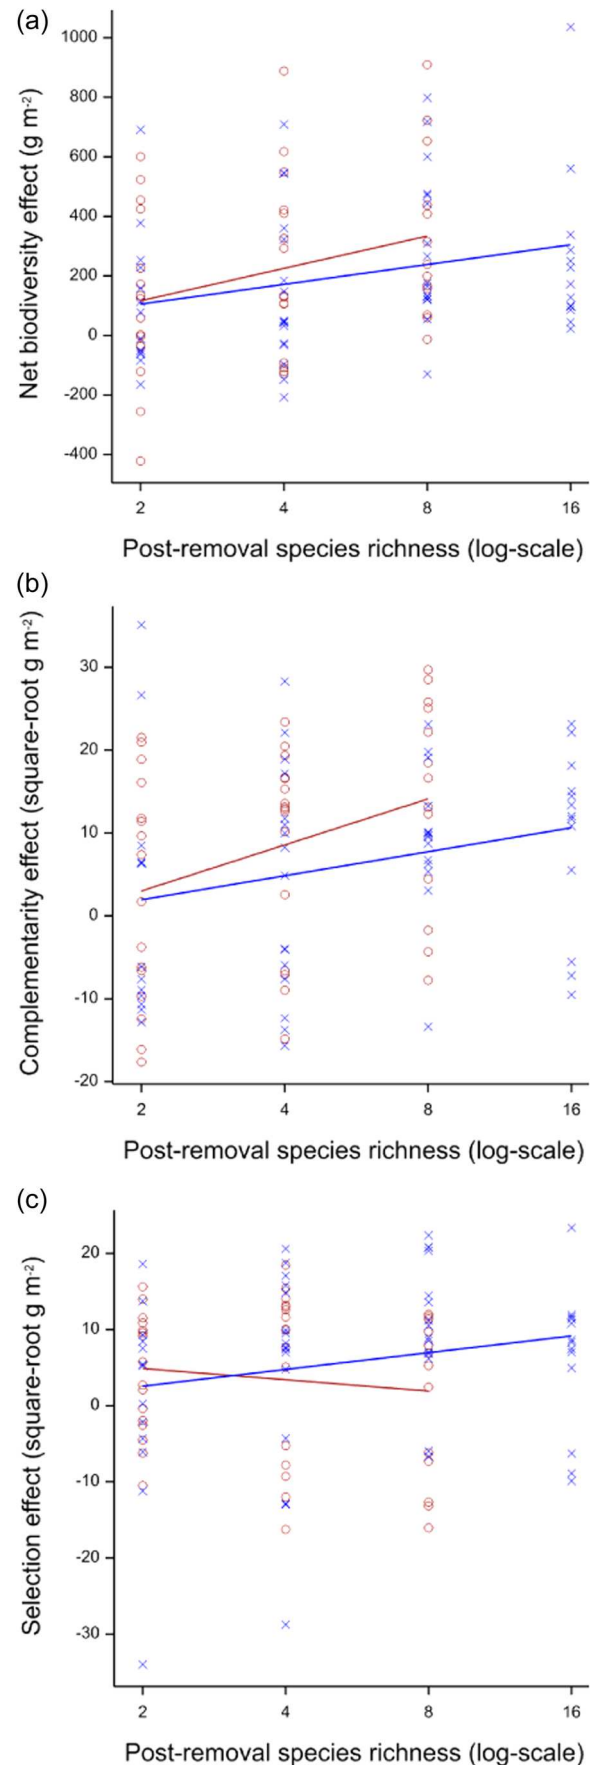 (a)
Net biodiversity effect (g m-2)
1000
800
600
400
200
0
-200
-400
2 4 8 16
Post-removal species richness (log-scale)
(b)
Complementarity effect (square-root g m-2)
30
20
10
0
-10
-20
2 4 8 16
Post-removal species richness (log-scale)
(c)
Selection effect (square-root g m-2)
20
10
0
-10
-20
-30
2 4 8 16
Post-removal species richness (log-scale)